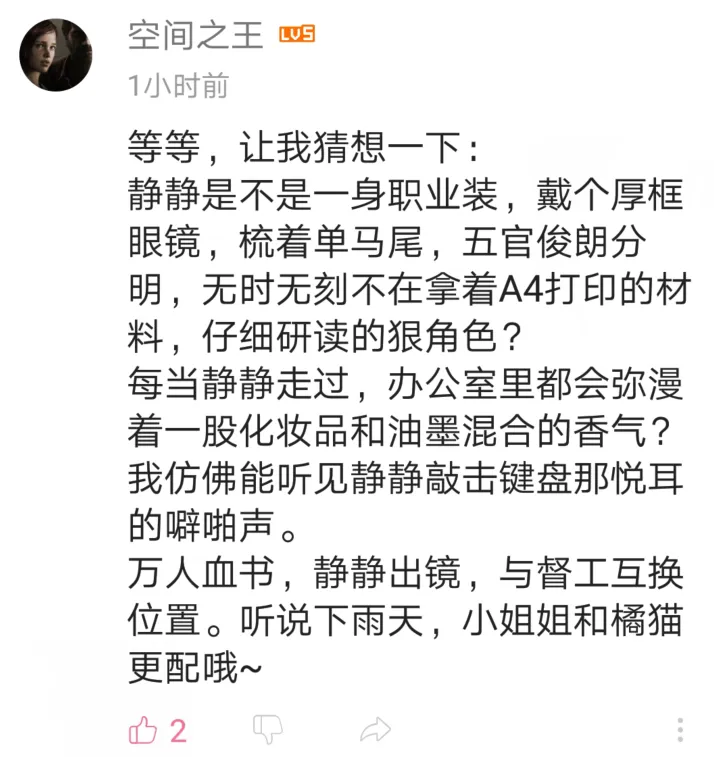 空间之王 LV5
1小时前
等等，让我猜想一下：
静静是不是一身职业装，戴个厚框
眼镜，梳着单马尾，五官俊朗分
明，无时无刻不在拿着A4打印的材
料，仔细研读的狠角色？
每当静静走过，办公室里都会弥漫
着一股化妆品和油墨混合的香气？
我仿佛能听见静静敲击键盘那悦耳
的噼啪声。
万人血书，静静出镜，与督工互换
位置。听说下雨天，小姐姐和橘猫
更配哦~
2